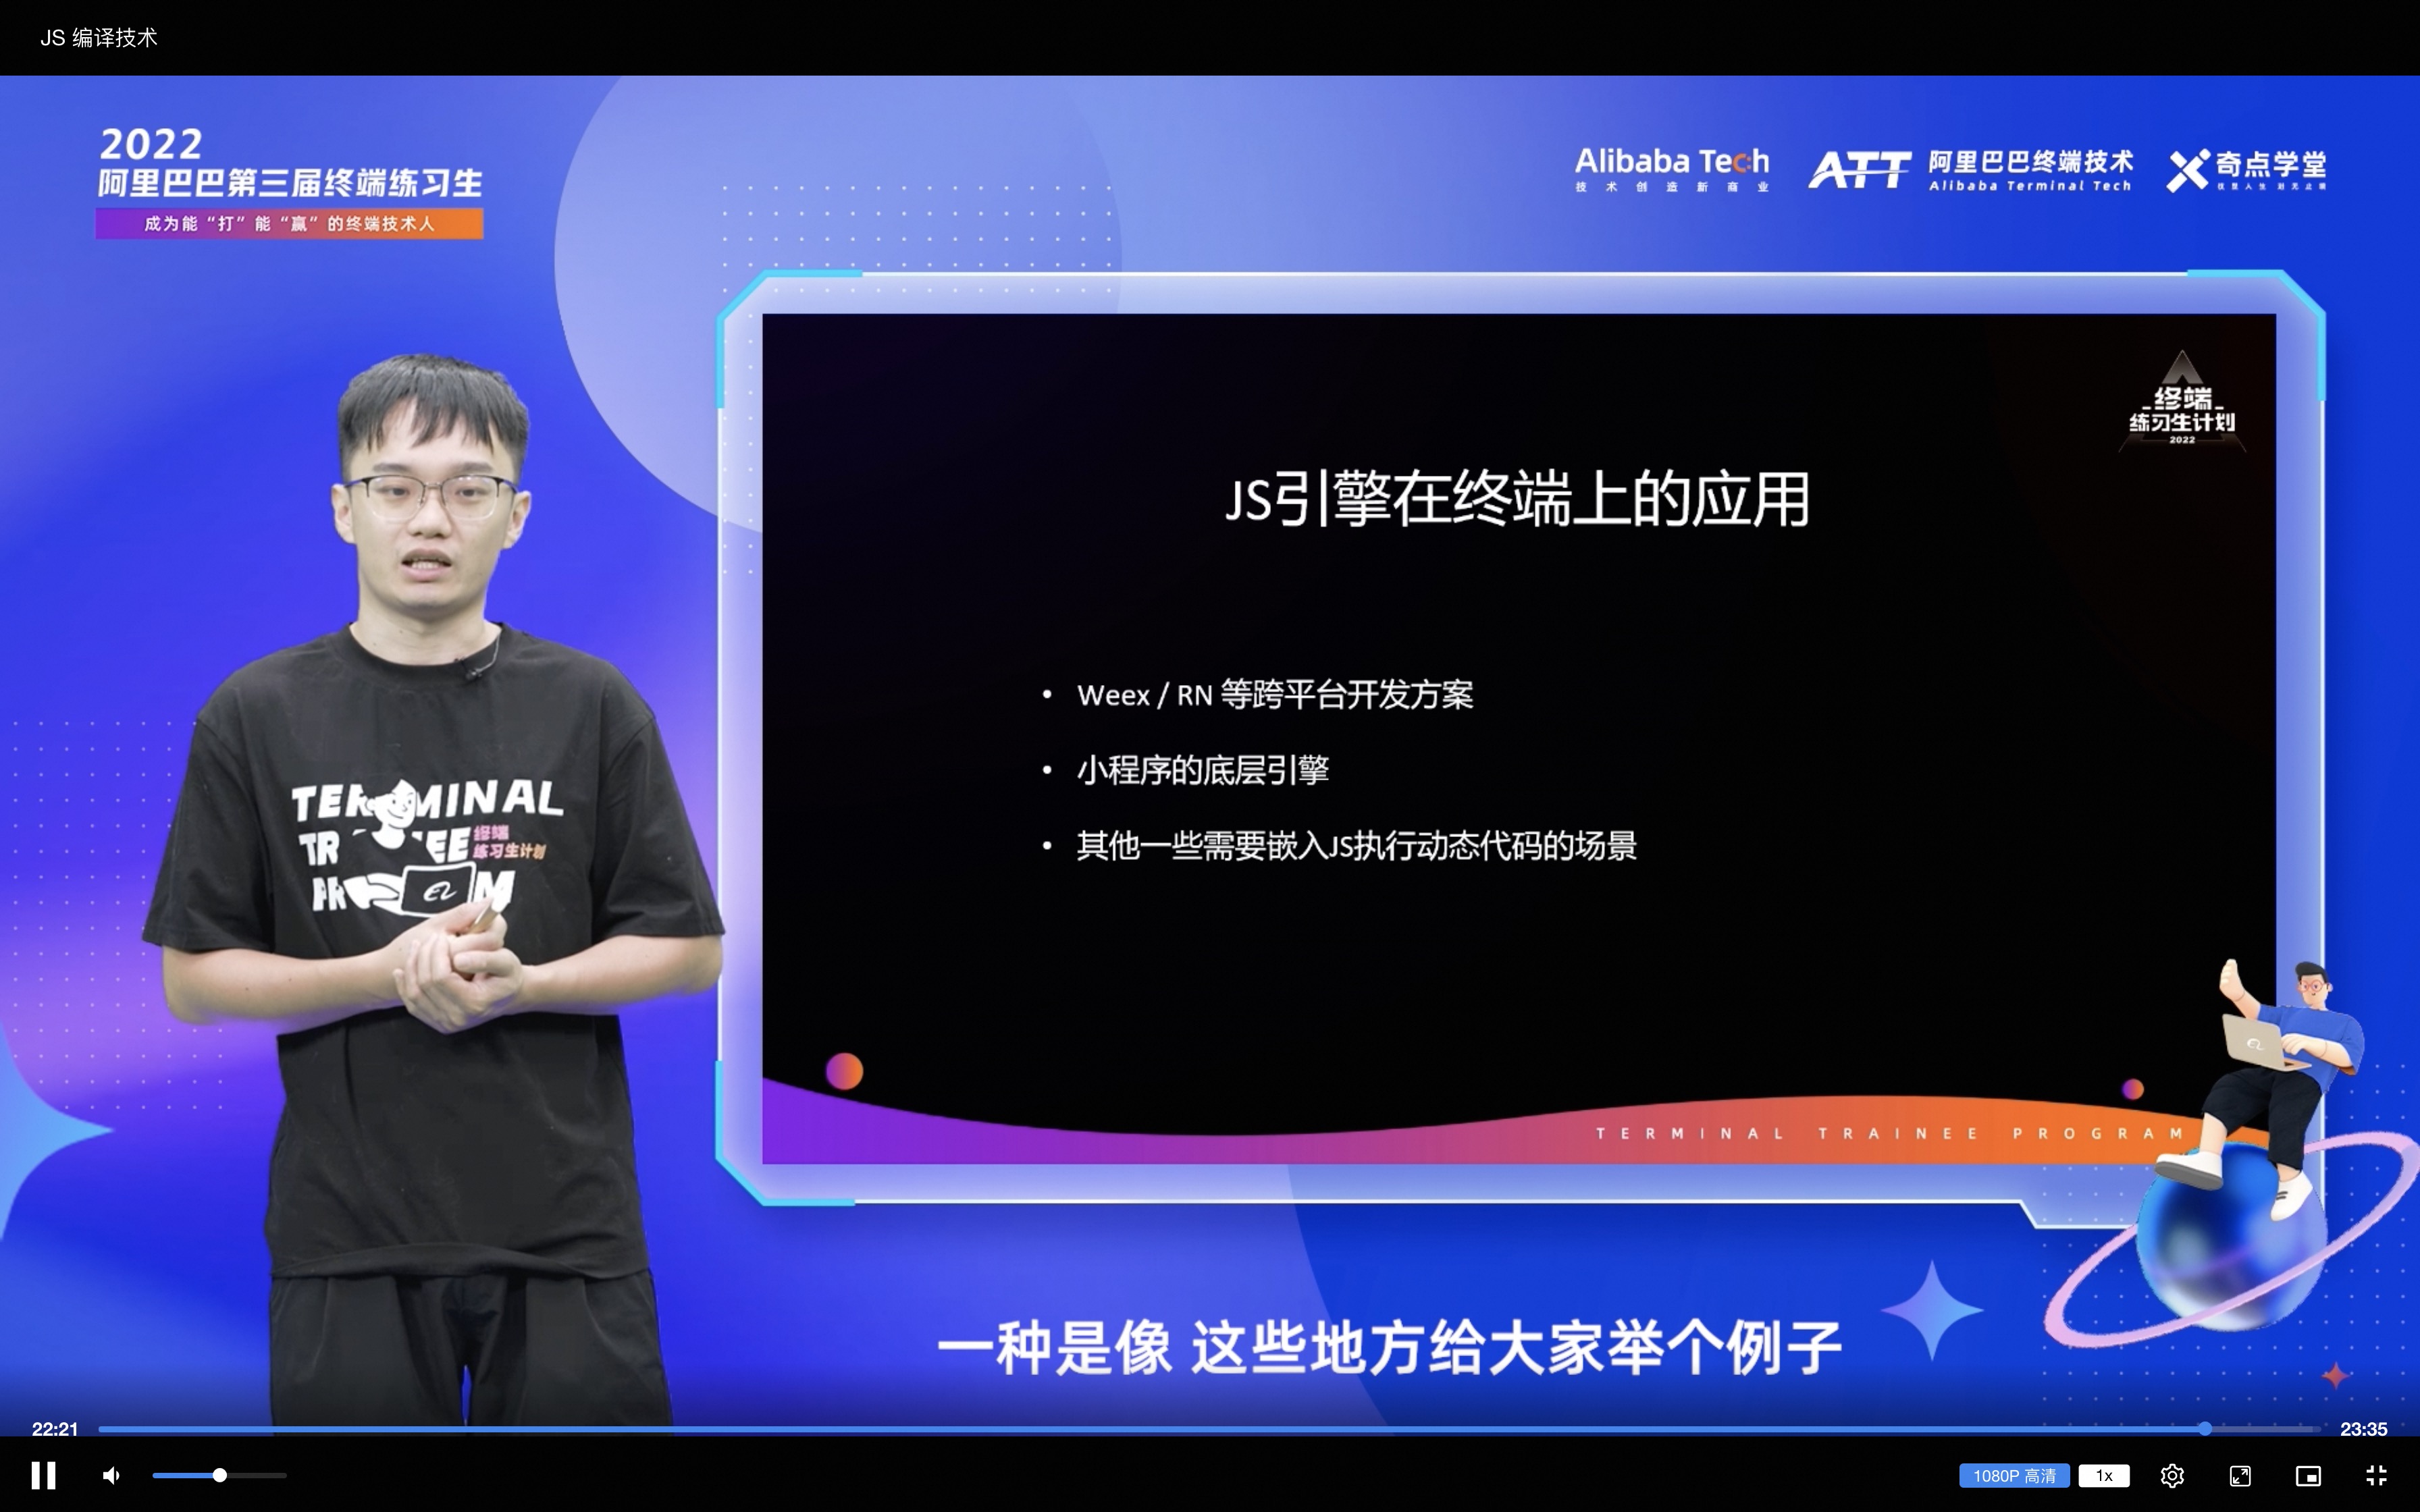 JS 编译技术
2022
阿里巴巴第三届终端练习生
成为能“打”能“赢”的终端技术人
Alibaba Tech
技术创造新商业
ATT
阿里巴巴终端技术
Alibaba Terminal Tech
奇点学堂
终端
练习生计划
2022
JS引擎在终端上的应用
• Weex / RN 等跨平台开发方案
• 小程序的底层引擎
• 其他一些需要嵌入JS执行动态代码的场景
TERMINAL
终端
练习生计划
TERMINAL TRAINEE PROGRAM
一种是像 这些地方给大家举个例子
22:21
23:35
1080P 高清
1x